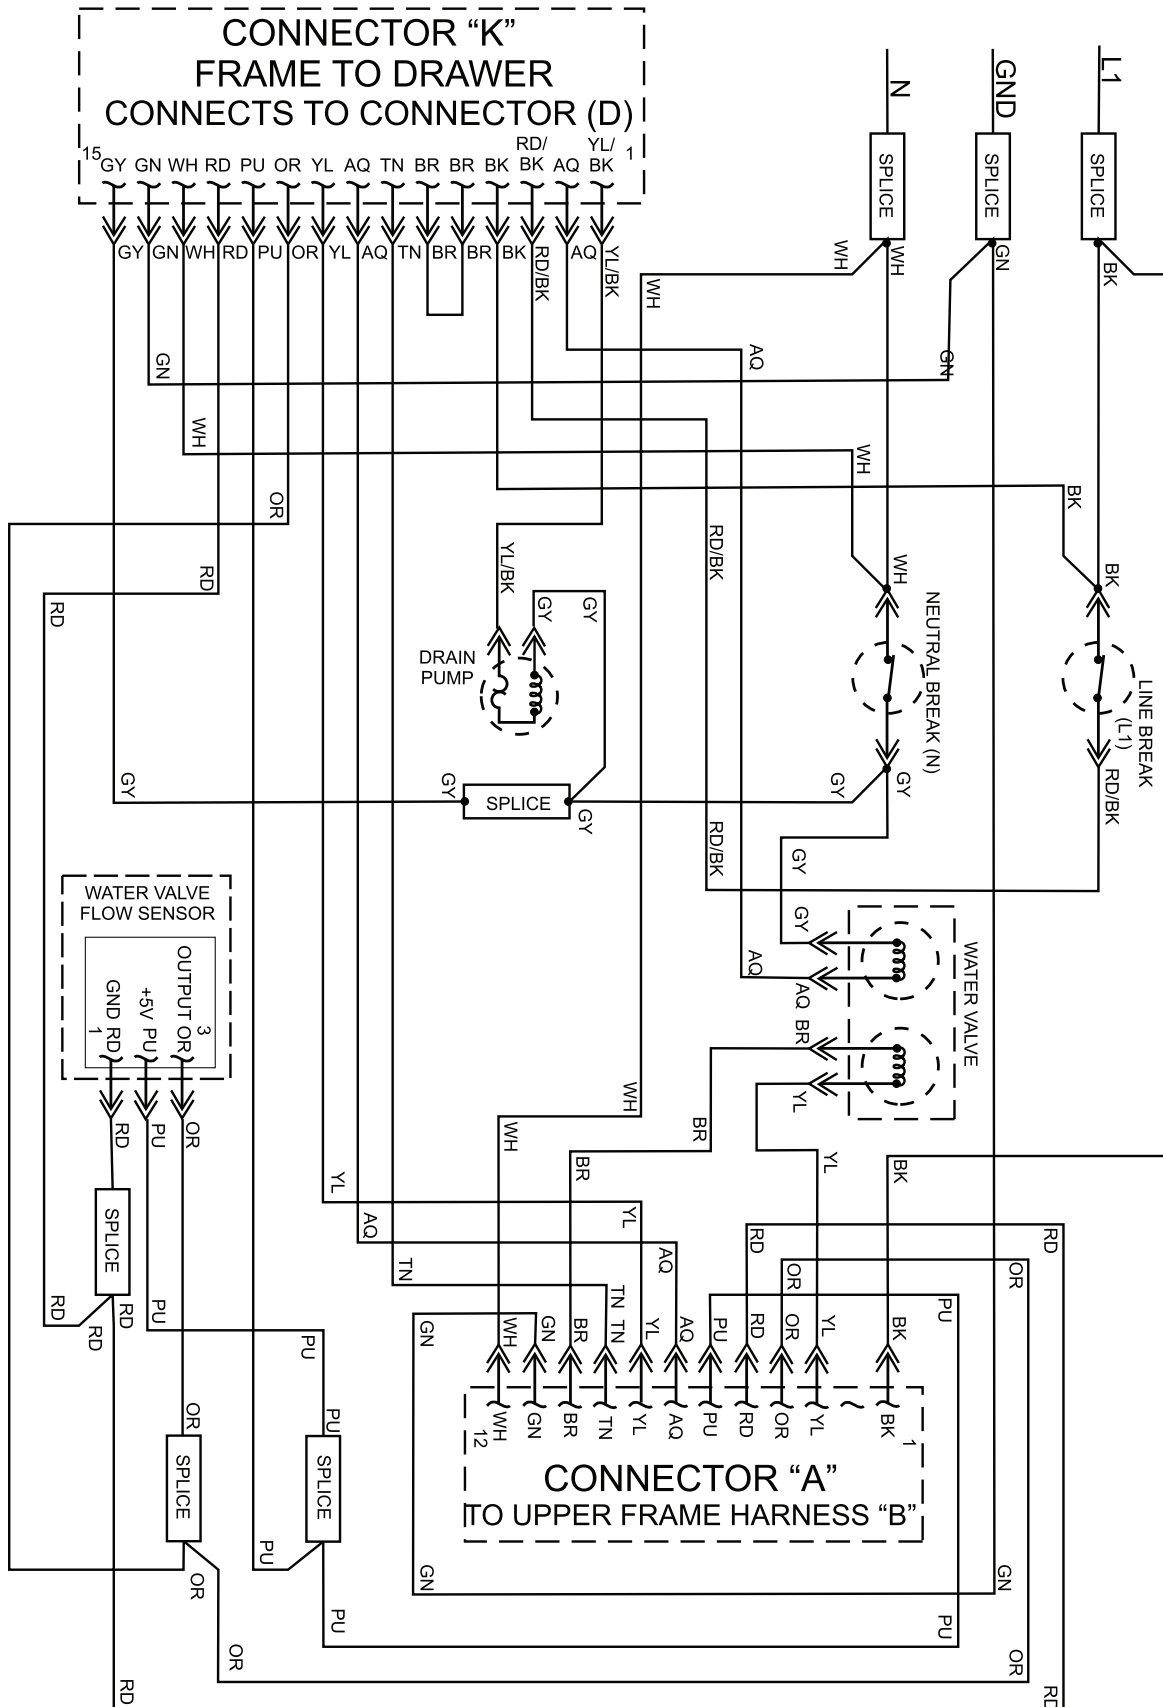 CONNECTOR “K”
FRAME TO DRAWER
CONNECTS TO CONNECTOR (D)
15 GY GN WH RD PU OR YL AQ TN BR BR BK RD/BK AQ YL/BK 1
GY GN WH RD PU OR YL AQ TN BR BR BK RD/BK AQ YL/BK
N
GND
L1
SPLICE
SPLICE
SPLICE
WH
WH
GN
BK
WH
GN
AQ
GN
WH
WH
BK
OR
RD/BK
YL/BK
WH
BK
RD
RD
GY
GY
NEUTRAL BREAK (N)
LINE BREAK
(L1)
DRAIN
PUMP
GY
GY
SPLICE
GY
GY
GY
RD/BK
RD/BK
GY
WATER VALVE
FLOW SENSOR
GND RD
1
+5V PU
OUTPUT OR
3
GY
AQ
AQ
BR
YL
WATER VALVE
RD
PU
OR
WH
WH
BR
BR
YL
BK
SPLICE
YL
YL
AQ
AQ
TN
TN
RD
RD
OR
OR
PU
RD
RD
RD
PU
PU
GN
WH GN BR TN YL AQ PU RD OR YL BK
OR
PU
12 WH GN BR TN YL AQ PU RD OR YL BK 1
SPLICE
SPLICE
CONNECTOR “A”
TO UPPER FRAME HARNESS “B”
PU
OR
GN
GN
PU
PU
OR
OR
RD
RD